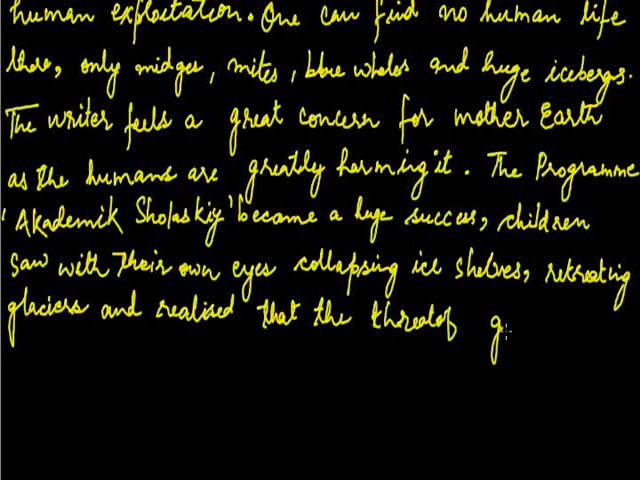 human exploitation. One can find no human life
there, only midges, mites, blue whales and huge icebergs.
The writer feels a great concern for mother Earth
as the humans are greatly harming it. The Programme
'Akademik Sholaskiy' became a huge success, children
saw with their own eyes collapsing ice shelves, retreating
glaciers and realised that the threat of g